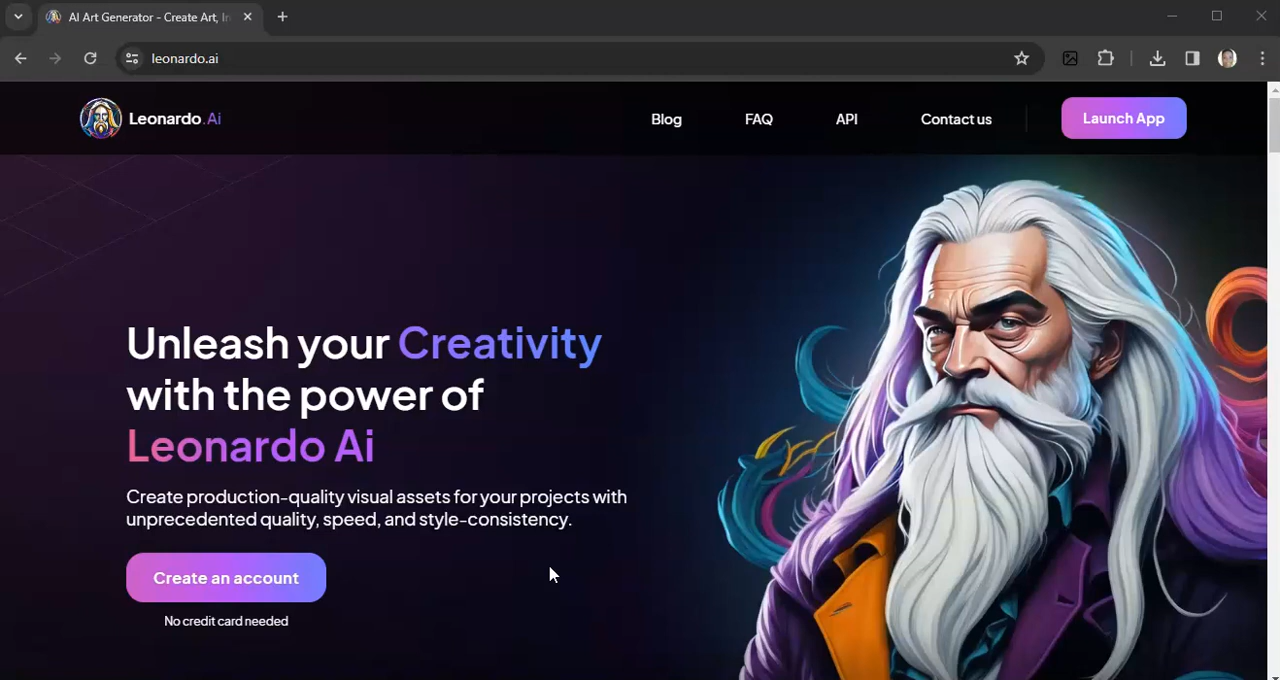 AI Art Generator - Create Art, In
leonardo.ai
Leonardo.Ai
Blog
FAQ
API
Contact us
Launch App
Unleash your Creativity
with the power of
Leonardo Ai
Create production-quality visual assets for your projects with
unprecedented quality, speed, and style-consistency.
Create an account
No credit card needed